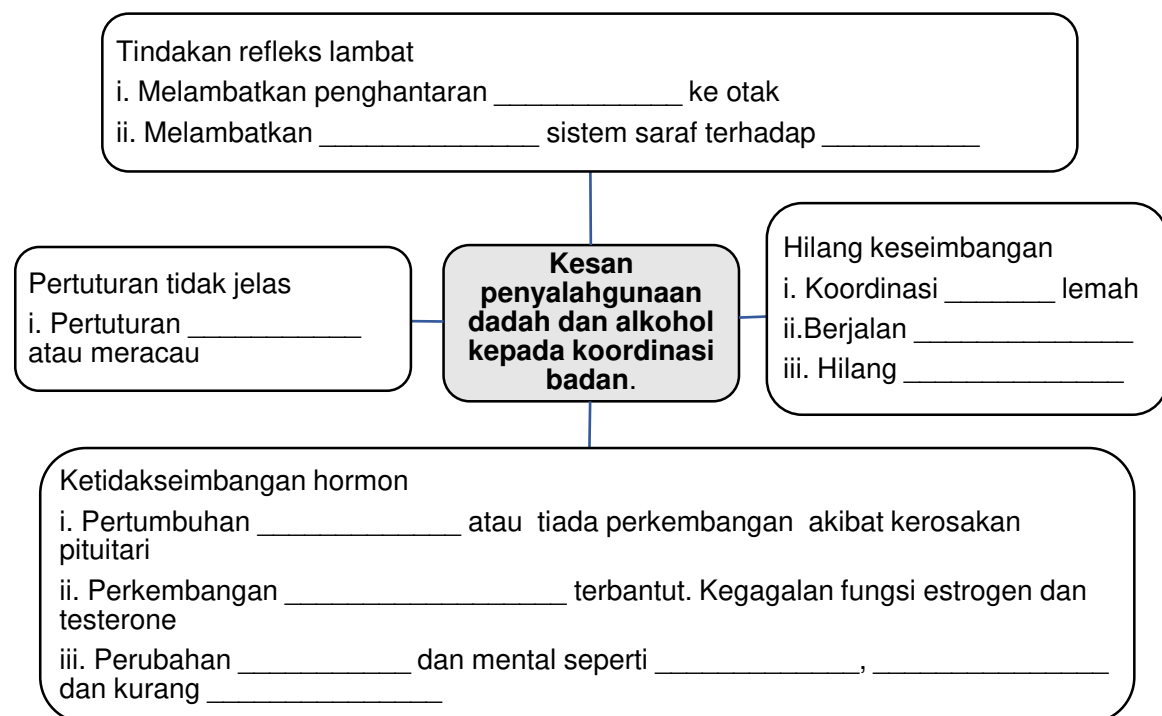 Tindakan refleks lambat
i. Melambatkan penghantaran ____________ ke otak
ii. Melambatkan ______________ sistem saraf terhadap __________
Pertuturan tidak jelas
i. Pertuturan ___________
atau meracau
Kesan
penyalahgunaan
dadah dan alkohol
kepada koordinasi
badan.
Hilang keseimbangan
i. Koordinasi _______ lemah
ii.Berjalan ______________
iii. Hilang ______________
Ketidakseimbangan hormon
i. Pertumbuhan _____________ atau tiada perkembangan akibat kerosakan
pituitari
ii. Perkembangan __________________ terbantut. Kegagalan fungsi estrogen dan
testerone
iii. Perubahan ___________ dan mental seperti _____________, _______________
dan kurang _______________